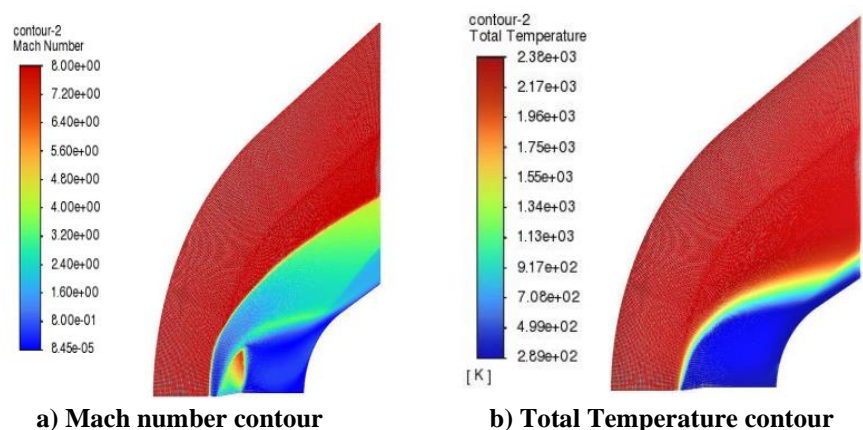 contour-2
Mach Number
8.00e+00
7.20e+00
6.40e+00
5.60e+00
4.80e+00
4.00e+00
3.20e+00
2.40e+00
1.60e+00
8.00e-01
8.45e-05
a) Mach number contour
contour-2
Total Temperature
2.38e+03
2.17e+03
1.96e+03
1.75e+03
1.55e+03
1.34e+03
1.13e+03
9.17e+02
7.08e+02
4.99e+02
2.89e+02
[ K ]
b) Total Temperature contour